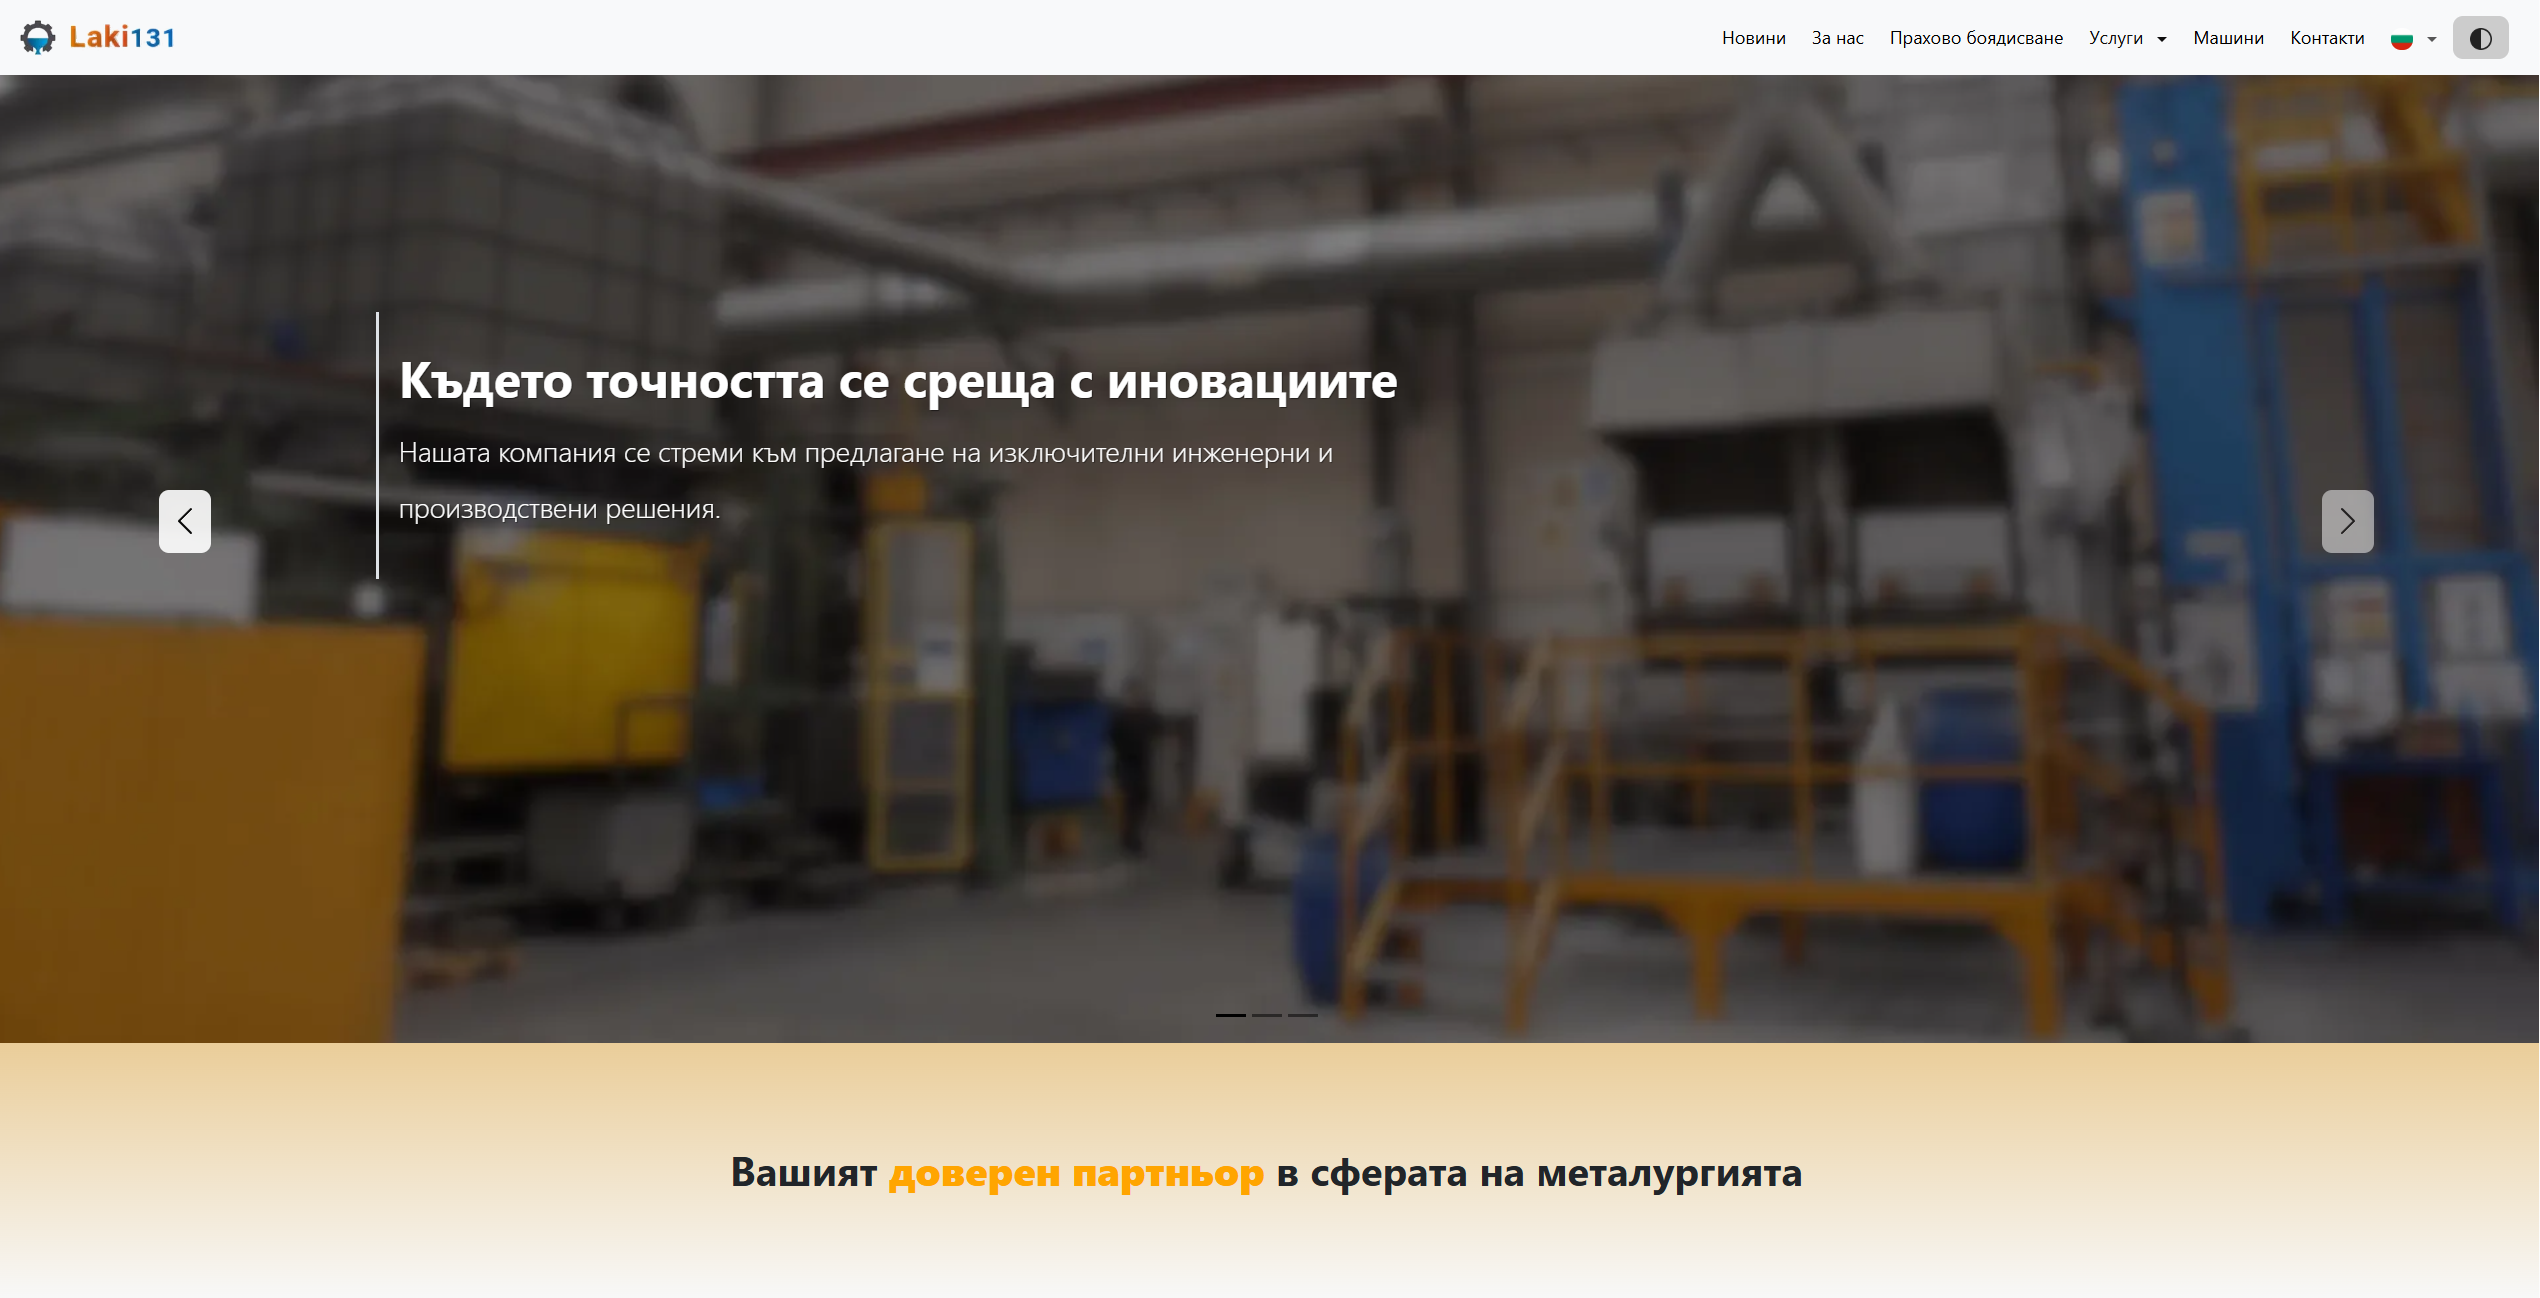 Laki131
Новини За нас Прахово боядисване Услуги Машини Контакти
Където точността се среща с иновациите
Нашата компания се стреми към предлагане на изключителни инженерни и
производствени решения.
Вашият доверен партньор в сферата на металургията